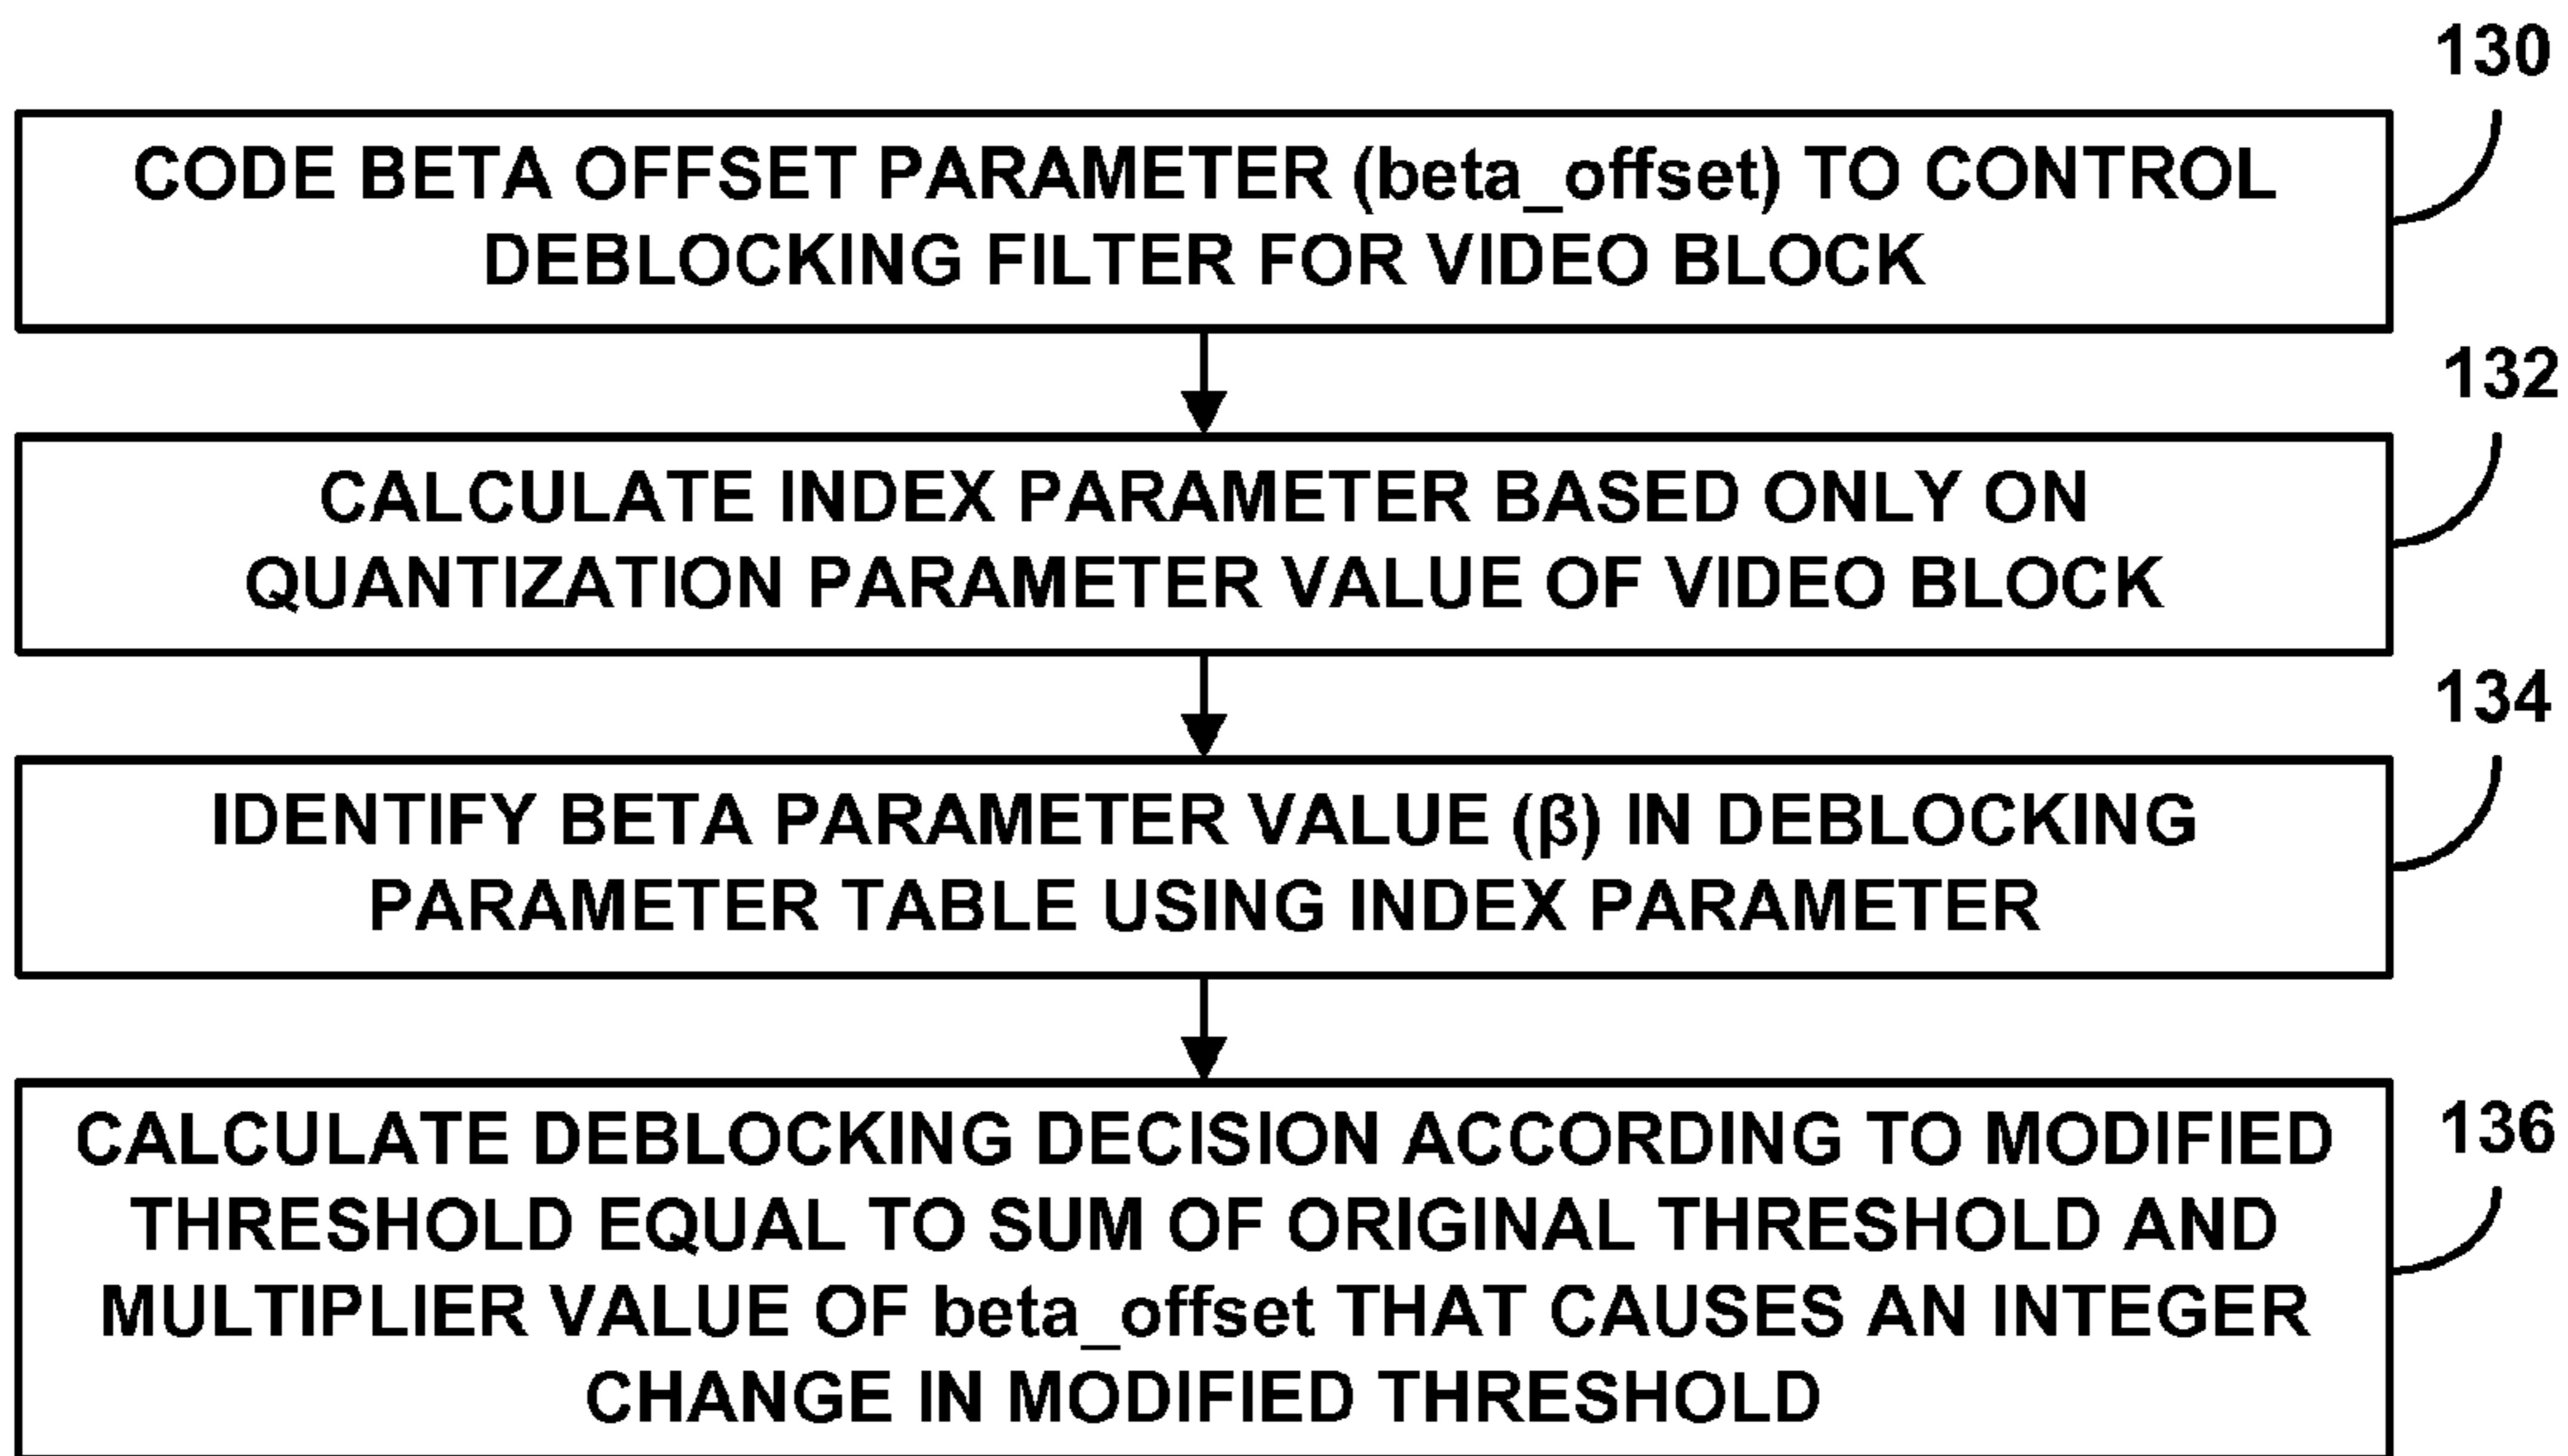 130
CODE BETA OFFSET PARAMETER (beta_offset) TO CONTROL
DEBLOCKING FILTER FOR VIDEO BLOCK
132
CALCULATE INDEX PARAMETER BASED ONLY ON
QUANTIZATION PARAMETER VALUE OF VIDEO BLOCK
134
IDENTIFY BETA PARAMETER VALUE (β) IN DEBLOCKING
PARAMETER TABLE USING INDEX PARAMETER
136
CALCULATE DEBLOCKING DECISION ACCORDING TO MODIFIED
THRESHOLD EQUAL TO SUM OF ORIGINAL THRESHOLD AND
MULTIPLIER VALUE OF beta_offset THAT CAUSES AN INTEGER
CHANGE IN MODIFIED THRESHOLD